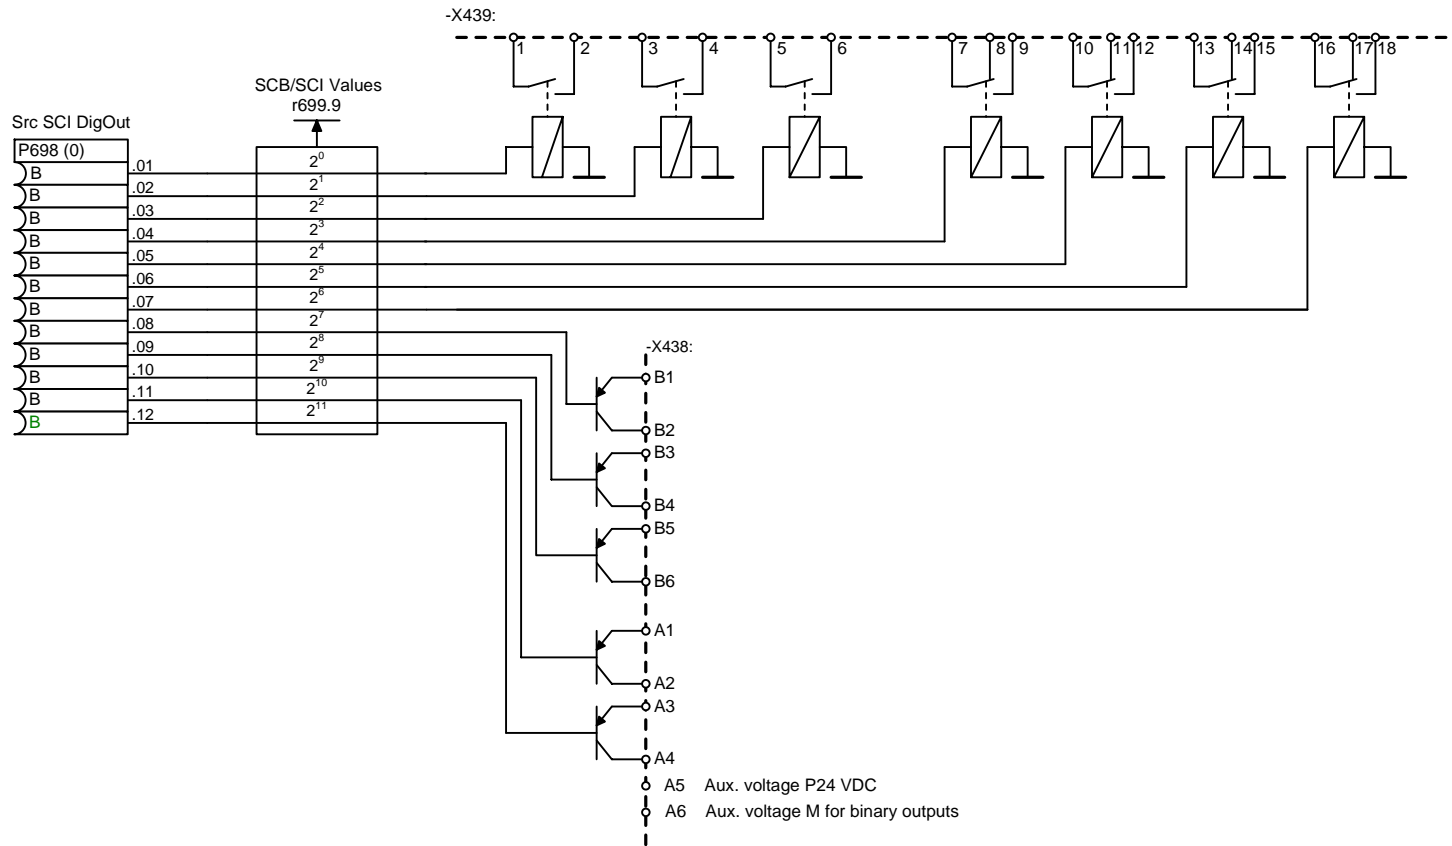 -X439:
1 2 3 4 5 6 7 8 9 10 11 12 13 14 15 16 17 18
SCB/SCI Values
r699.9
Src SCI DigOut
P698 (0)
B .01 2^0
B .02 2^1
B .03 2^2
B .04 2^3
B .05 2^4
B .06 2^5
B .07 2^6
B .08 2^7
B .09 2^8
B .10 2^9
B .11 2^10
B .12 2^11
-X438:
B1
B2
B3
B4
B5
B6
A1
A2
A3
A4
A5 Aux. voltage P24 VDC
A6 Aux. voltage M for binary outputs